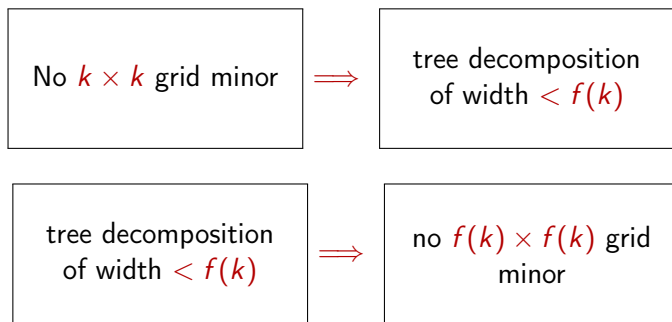 No k × k grid minor ⟹ tree decomposition
of width < f(k)
tree decomposition
of width < f(k) ⟹ no f(k) × f(k) grid
minor